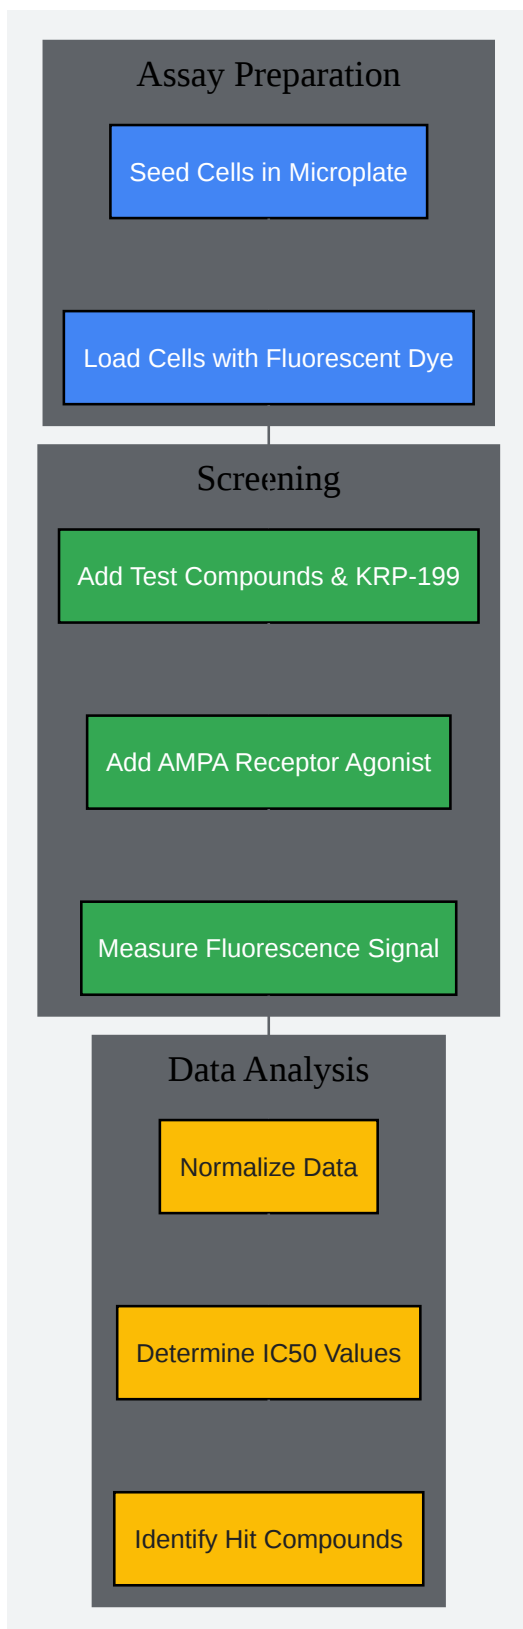 Assay Preparation
Seed Cells in Microplate
Load Cells with Fluorescent Dye
Screening
Add Test Compounds & KRP-199
Add AMPA Receptor Agonist
Measure Fluorescence Signal
Data Analysis
Normalize Data
Determine IC50 Values
Identify Hit Compounds